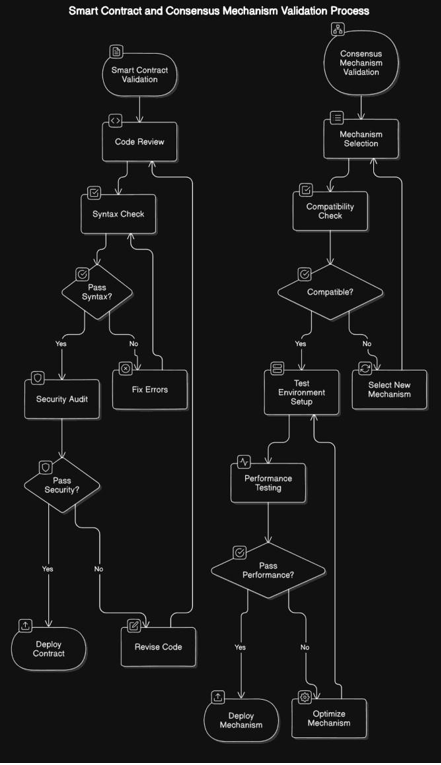 Smart Contract and Consensus Mechanism Validation Process
Smart Contract
Validation
Code Review
Syntax Check
Pass
Syntax?
Yes
No
Security Audit
Fix Errors
Pass
Security?
Yes
No
Deploy
Contract
Revise Code
Consensus
Mechanism
Validation
Mechanism
Selection
Compatibility
Check
Compatible?
Yes
No
Test
Environment
Setup
Select New
Mechanism
Performance
Testing
Pass
Performance?
Yes
No
Deploy
Mechanism
Optimize
Mechanism